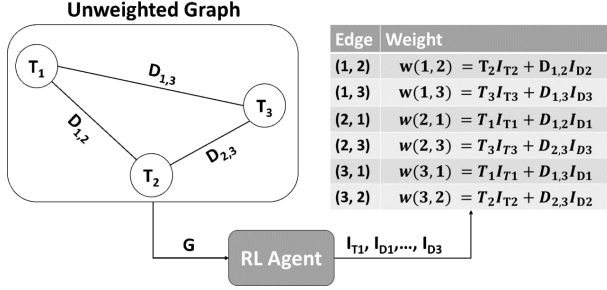 Unweighted Graph
T1
D1,3
T3
D1,2
D2,3
T2
G
RL Agent
IT1, ID1,..., ID3
Edge Weight
(1, 2) w(1, 2) = T2IT2 + D1,2ID2
(1, 3) w(1, 3) = T3IT3 + D1,3ID3
(2, 1) w(2, 1) = T1IT1 + D1,2ID1
(2, 3) w(2, 3) = T3IT3 + D2,3ID3
(3, 1) w(3, 1) = T1IT1 + D1,3ID1
(3, 2) w(3, 2) = T2IT2 + D2,3ID2